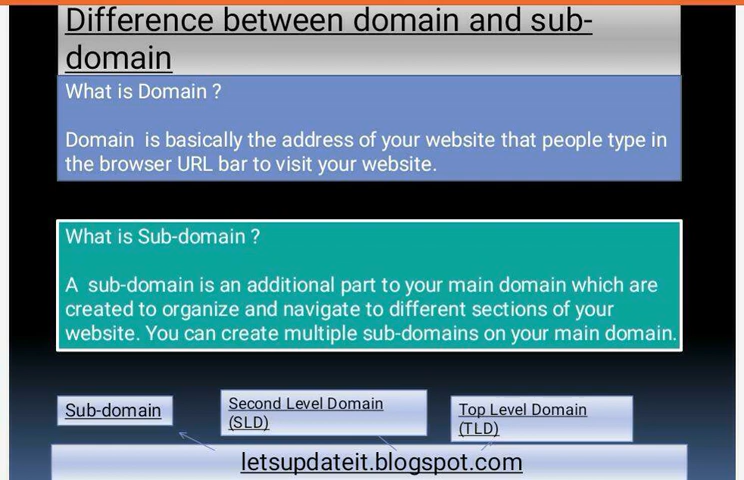 Difference between domain and sub-
domain
What is Domain ?
Domain is basically the address of your website that people type in
the browser URL bar to visit your website.
What is Sub-domain ?
A sub-domain is an additional part to your main domain which are
created to organize and navigate to different sections of your
website. You can create multiple sub-domains on your main domain.
Sub-domain
Second Level Domain
(SLD)
Top Level Domain
(TLD)
letsupdateit.blogspot.com